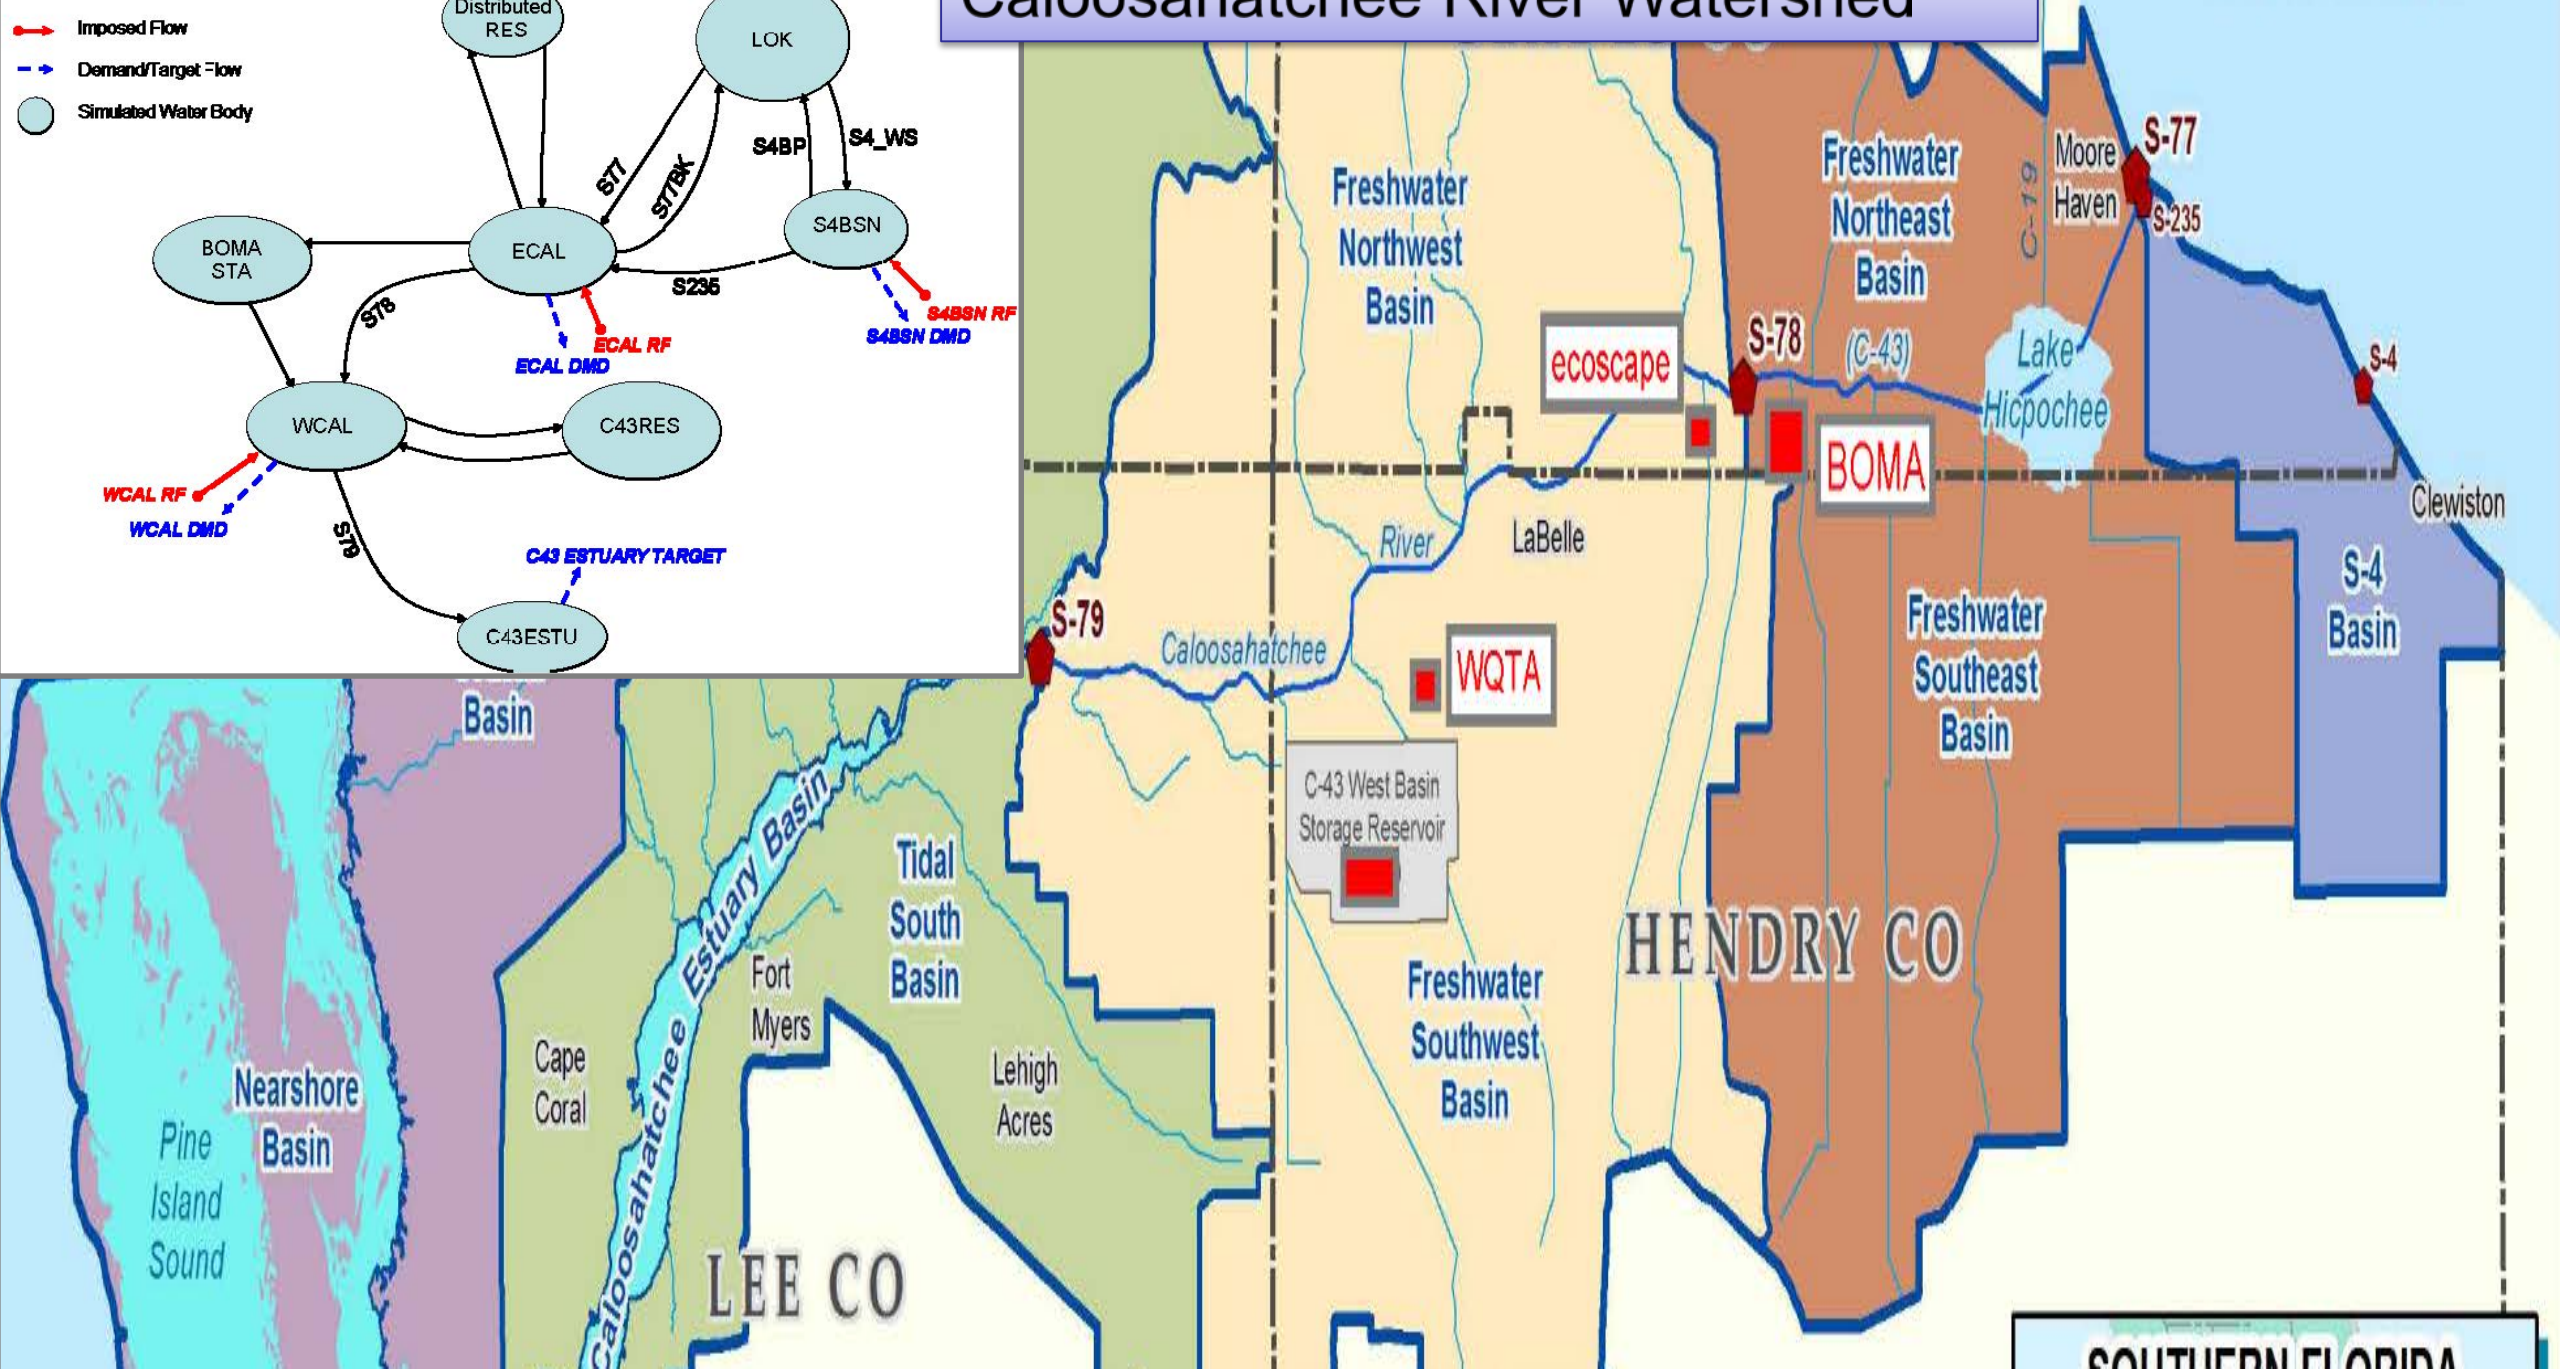 Caloosahatchee River Watershed
Imposed Flow
Demand/Target Flow
Simulated Water Body
Distributed
RES
LOK
S77
S77BK
S4BP
S4_WS
BOMA
STA
ECAL
S4BSN
S235
S78
S4BSN RF
S4BSN DMD
ECAL RF
ECAL DMD
WCAL
C43RES
WCAL RF
WCAL DMD
S79
C43 ESTUARY TARGET
C43ESTU
Freshwater
Northwest
Basin
Freshwater
Northeast
Basin
(C-43)
C-19
Moore
Haven
S-77
S-235
ecoscape
S-78
Lake
Hicpochee
S-4
BOMA
Clewiston
River
LaBelle
S-4
Basin
S-79
Caloosahatchee
WQTA
Freshwater
Southeast
Basin
Basin
C-43 West Basin
Storage Reservoir
Tidal
South
Basin
Caloosahatchee Estuary Basin
HENDRY CO
Fort
Myers
Freshwater
Southwest
Basin
Cape
Coral
Lehigh
Acres
Nearshore
Basin
Pine
Island
Sound
LEE CO
SOUTHERN FLORIDA